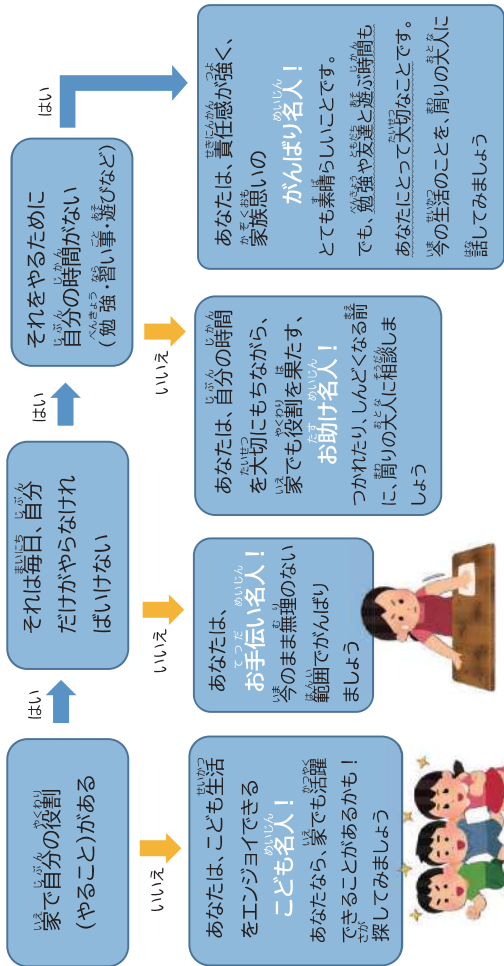 家で自分の役割
(やること)がある
はい
それは毎日、自分
だけがやらなけれ
ばいけない
はい
それをやるために
自分の時間がない
(勉強・習い事・遊びなど)
はい
いいえ
いいえ
いいえ
あなたは、こども生活
をエンジョイできる
こども名人！
あなたなら、家でも活躍
できることがあるかも！
探してみましょう
あなたは、
お手伝い名人！
今のまま無理のない
範囲でがんばり
ましょう
あなたは、自分の時間
を大切にもちながら、
家でも役割を果たす、
お助け名人！
つかれたり、しんどくなる前
に、周りの大人に相談しま
しょう
あなたは、責任感が強く、
家族思いの
がんばり名人！
とても素晴らしいことです。
でも、勉強や友達と遊ぶ時間も
あなたにとって大切なことです。
今の生活のことを、周りの大人に
話してみましょう